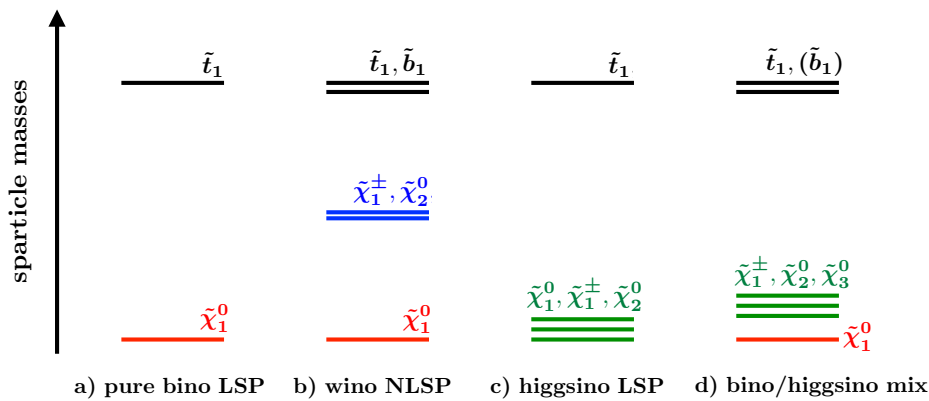 sparticle masses
t̃₁
t̃₁, b̃₁
t̃₁
t̃₁, (b̃₁)
χ̃₁±, χ̃₂⁰
χ̃₁⁰
χ̃₁⁰
χ̃₁⁰, χ̃₁±, χ̃₂⁰
χ̃₁±, χ̃₂⁰, χ̃₃⁰
χ̃₁⁰
a) pure bino LSP
b) wino NLSP
c) higgsino LSP
d) bino/higgsino mix